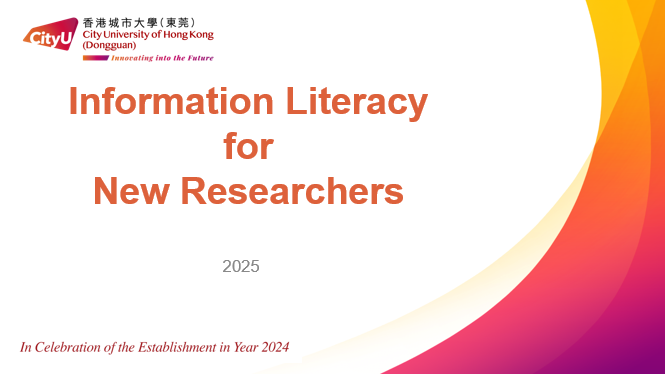 CityU
香港城市大學(東莞)
City University of Hong Kong
(Dongguan)
Innovating into the Future
Information Literacy
for
New Researchers
2025
In Celebration of the Establishment in Year 2024